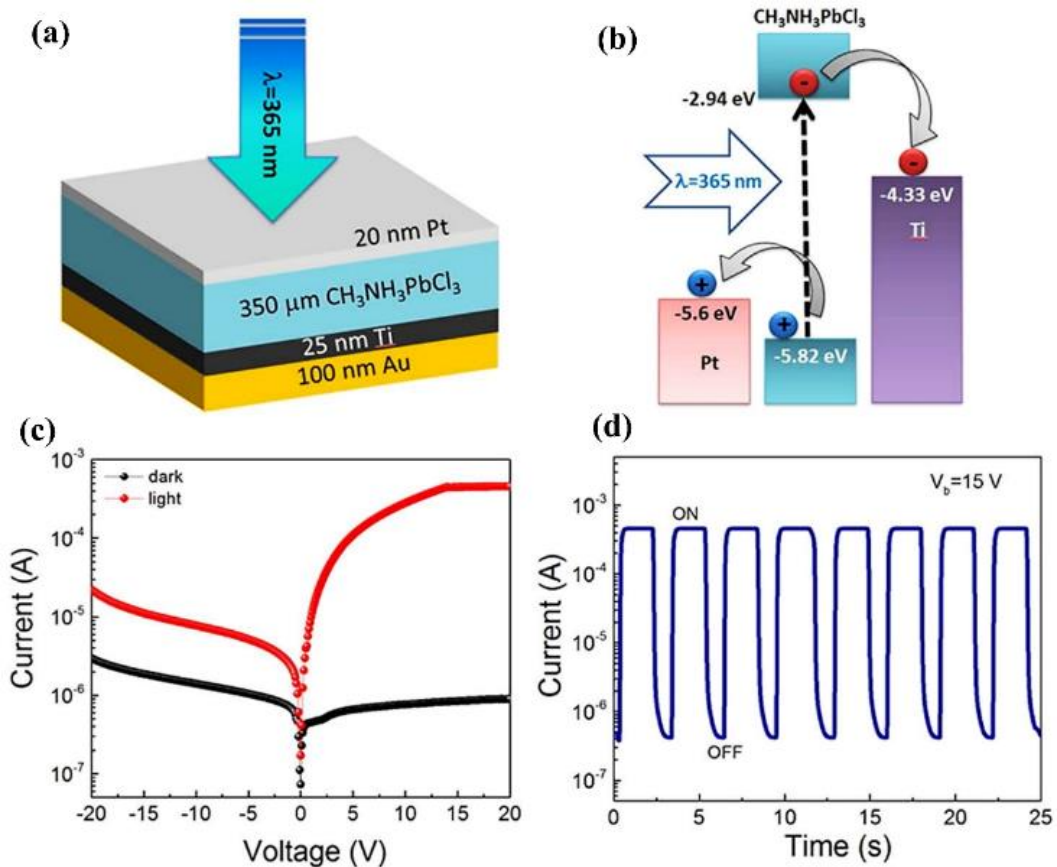 (a)
λ=365 nm
20 nm Pt
350 μm CH₃NH₃PbCl₃
25 nm Ti
100 nm Au
(b)
CH₃NH₃PbCl₃
-
-2.94 eV
-
λ=365 nm
-4.33 eV
Ti
+
-5.6 eV
Pt
+
-5.82 eV
(c)
10⁻³
10⁻⁴
10⁻⁵
10⁻⁶
10⁻⁷
Current (A)
dark
light
-20 -15 -10 -5 0 5 10 15 20
Voltage (V)
(d)
10⁻³
10⁻⁴
10⁻⁵
10⁻⁶
10⁻⁷
Current (A)
V_b=15 V
ON
OFF
0 5 10 15 20 25
Time (s)